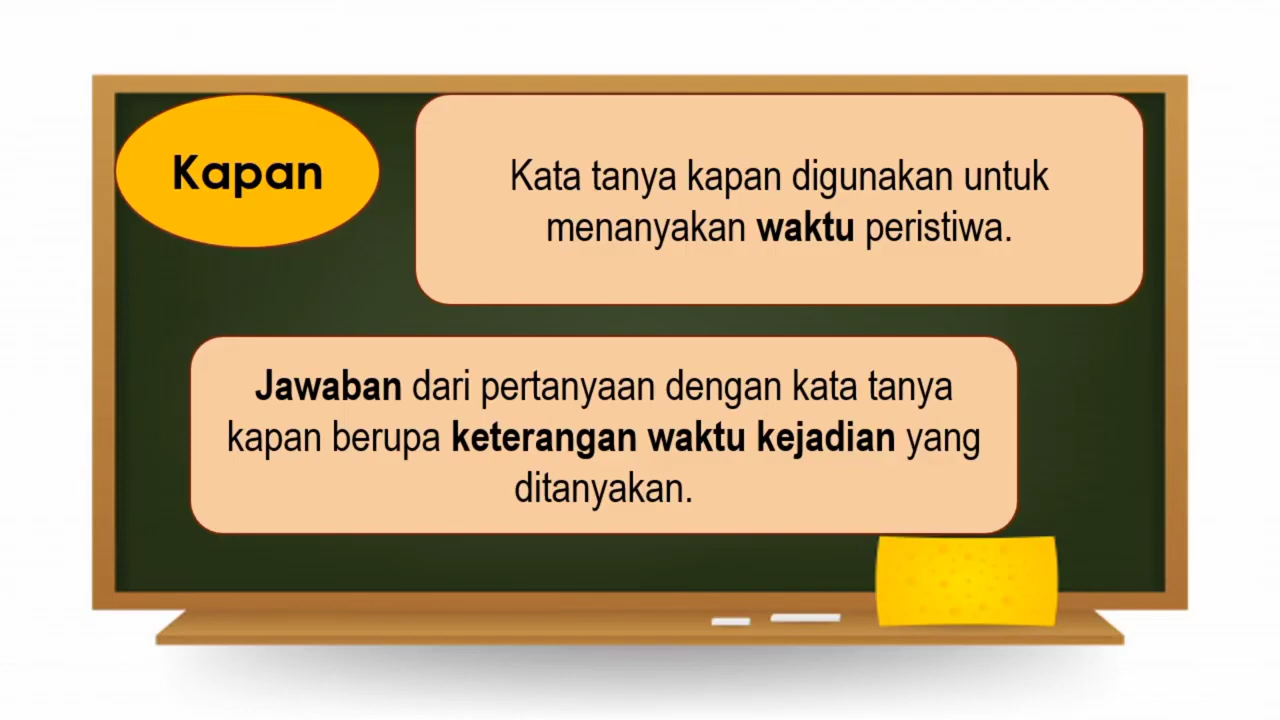 Kapan
Kata tanya kapan digunakan untuk
menanyakan waktu peristiwa.
Jawaban dari pertanyaan dengan kata tanya
kapan berupa keterangan waktu kejadian yang
ditanyakan.